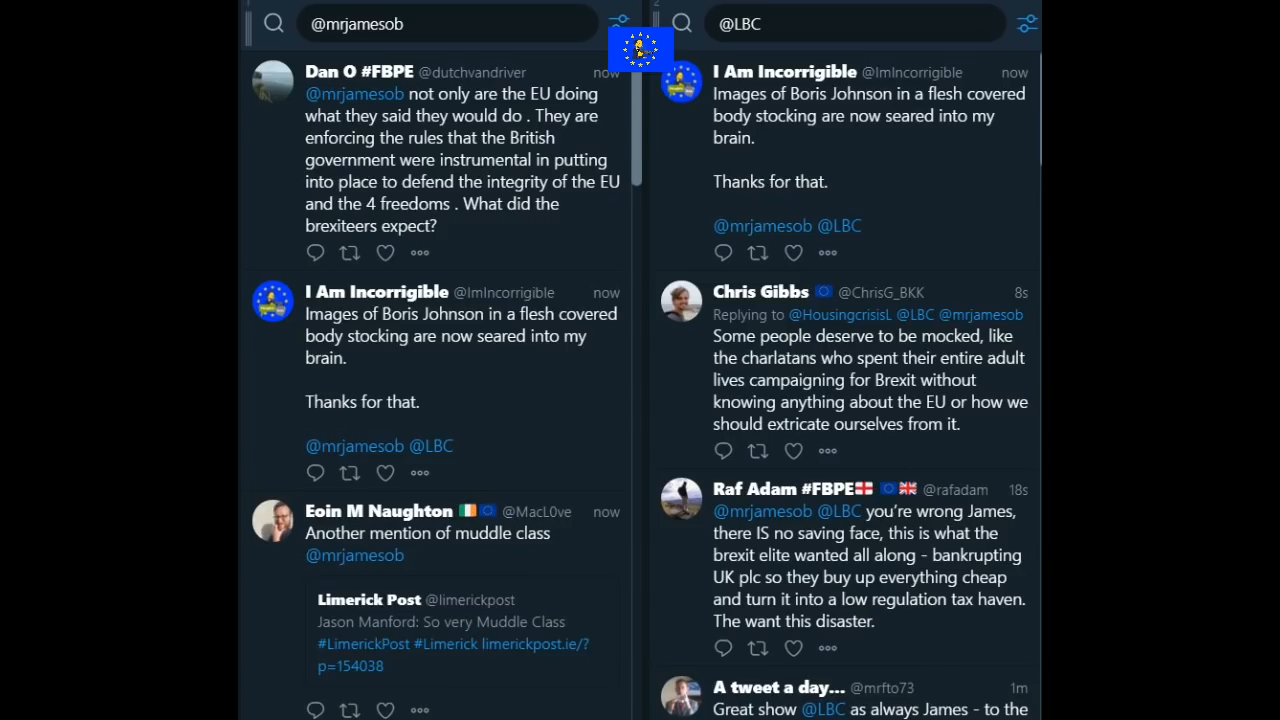 1
@mrjamesob
Dan O #FBPE @dutchvandriver now
@mrjamesob not only are the EU doing
what they said they would do . They are
enforcing the rules that the British
government were instrumental in putting
into place to defend the integrity of the EU
and the 4 freedoms . What did the
brexiteers expect?
I Am Incorrigible @ImIncorrigible now
Images of Boris Johnson in a flesh covered
body stocking are now seared into my
brain.
Thanks for that.
@mrjamesob @LBC
Eoin M Naughton @MacL0ve now
Another mention of muddle class
@mrjamesob
Limerick Post @limerickpost
Jason Manford: So very Muddle Class
#LimerickPost #Limerick limerickpost.ie/?
p=154038
2
@LBC
I Am Incorrigible @ImIncorrigible now
Images of Boris Johnson in a flesh covered
body stocking are now seared into my
brain.
Thanks for that.
@mrjamesob @LBC
Chris Gibbs @ChrisG_BKK 8s
Replying to @HousingcrisisL @LBC @mrjamesob
Some people deserve to be mocked, like
the charlatans who spent their entire adult
lives campaigning for Brexit without
knowing anything about the EU or how we
should extricate ourselves from it.
Raf Adam #FBPE @rafadam 18s
@mrjamesob @LBC you're wrong James,
there IS no saving face, this is what the
brexit elite wanted all along - bankrupting
UK plc so they buy up everything cheap
and turn it into a low regulation tax haven.
The want this disaster.
A tweet a day... @mrfto73 1m
Great show @LBC as always James - to the